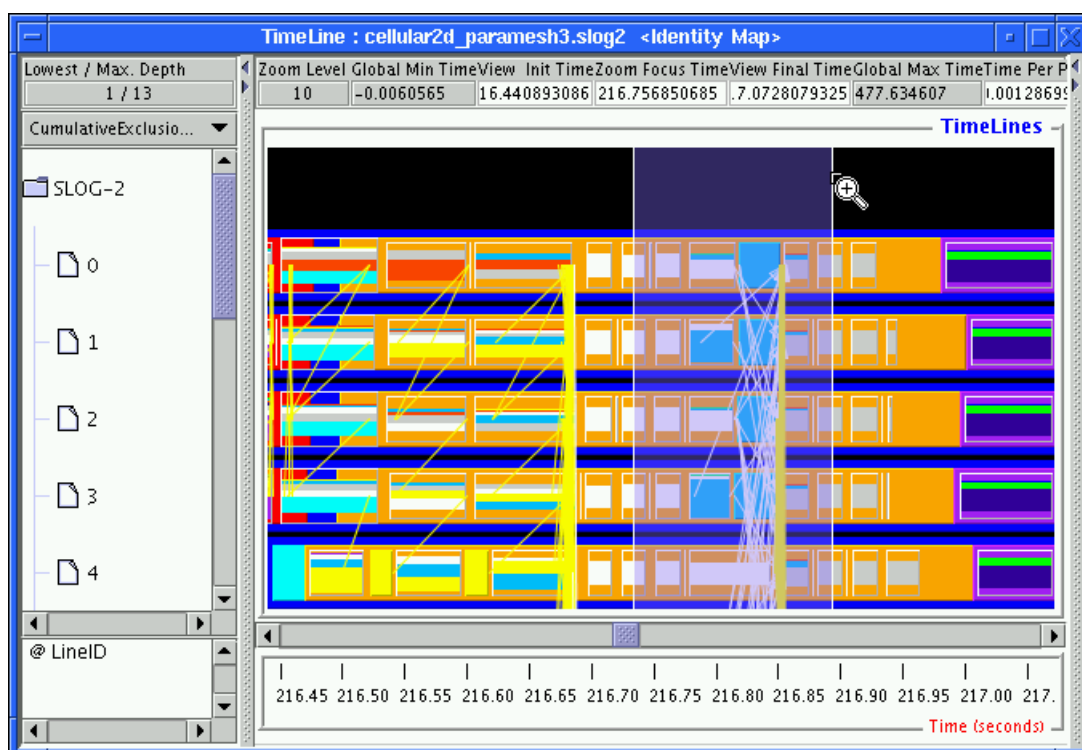 TimeLine : cellular2d_paramesh3.slog2 <Identity Map>
Lowest / Max. Depth
1 / 13
Zoom Level Global Min Time View Init Time Zoom Focus Time View Final Time Global Max Time Time Per P
10 -0.0060565 16.440893086 216.756850685 .7.0728079325 477.634607 .00128699
CumulativeExclusio...
TimeLines
SLOG-2
0
1
2
3
4
@ LineID
216.45 216.50 216.55 216.60 216.65 216.70 216.75 216.80 216.85 216.90 216.95 217.00 217.
Time (seconds)